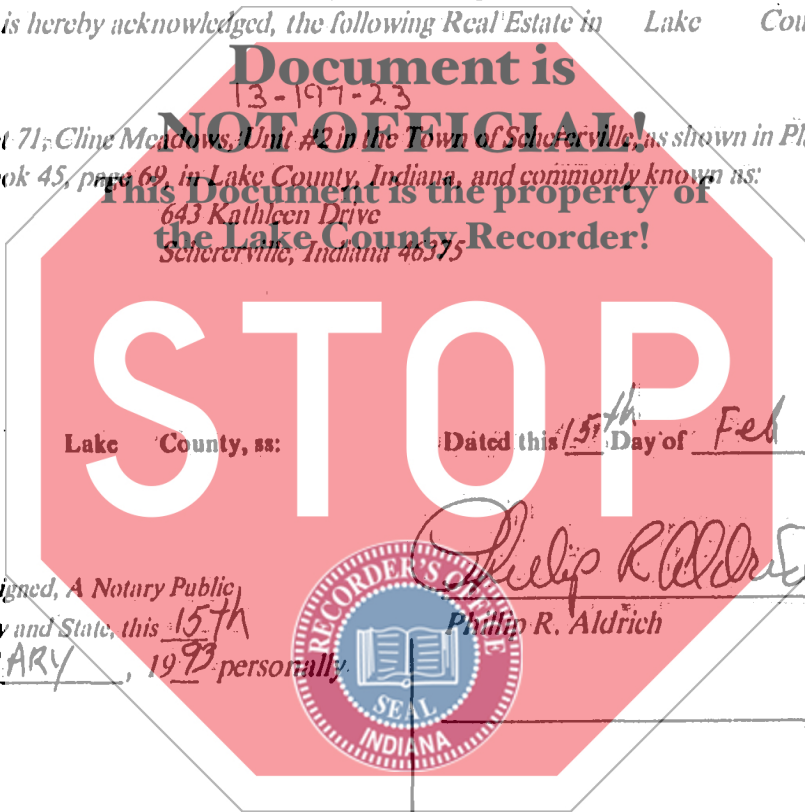 is hereby acknowledged, the following Real Estate in Lake Cou
Document is
13-197-23
NOT OFFICIAL!
t 71, Cline Meadows, Unit #2 in the Town of Schererville, as shown in Pl
ok 45, page 69, in Lake County, Indiana, and commonly known as:
This Document is the property of
643 Kathleen Drive
the Lake County Recorder!
Schererville, Indiana 46375
STOP
Lake County, ss:
Dated this 15th Day of Feb
Phillip R Aldrich
igned, A Notary Public
y and State, this 15th
Phillip R. Aldrich
ARY, 1993 personally
RECORDER'S OFFICE
SEAL
INDIANA